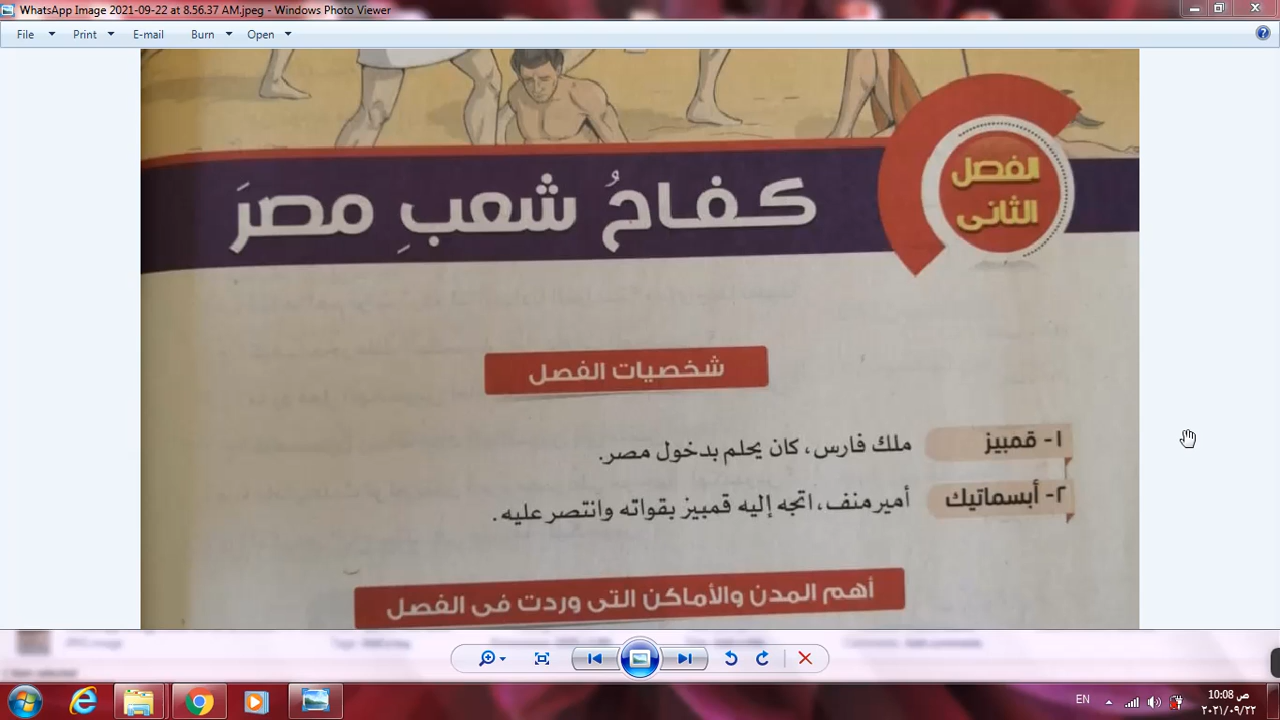 WhatsApp Image 2021-09-22 at 8.56.37 AM.jpeg - Windows Photo Viewer
File Print E-mail Burn Open
الفصل
الثانى
كفاحُ شعبِ مصرَ
شخصيات الفصل
١- قمبيز ملك فارس، كان يحلم بدخول مصر.
٢- أبسماتيك أمير منف، اتجه إليه قمبيز بقواته وانتصر عليه.
أهم المدن والأماكن التى وردت فى الفصل
EN
10:08 ص
٢٠٢١/٠٩/٢٢